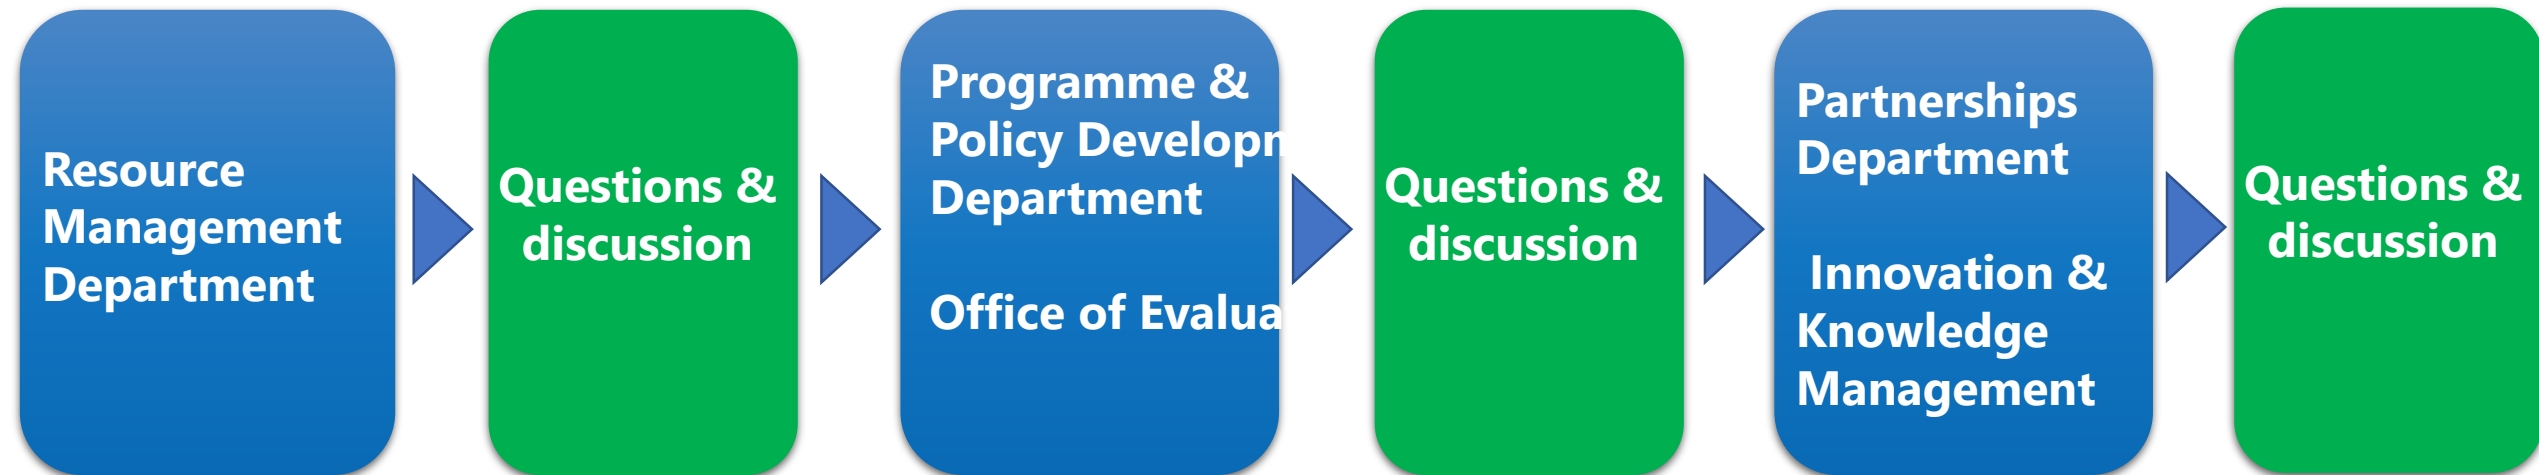 Resource
Management
Department
Questions &
discussion
Programme &
Policy Developm
Department
Office of Evalua
Questions &
discussion
Partnerships
Department
Innovation &
Knowledge
Management
Questions &
discussion